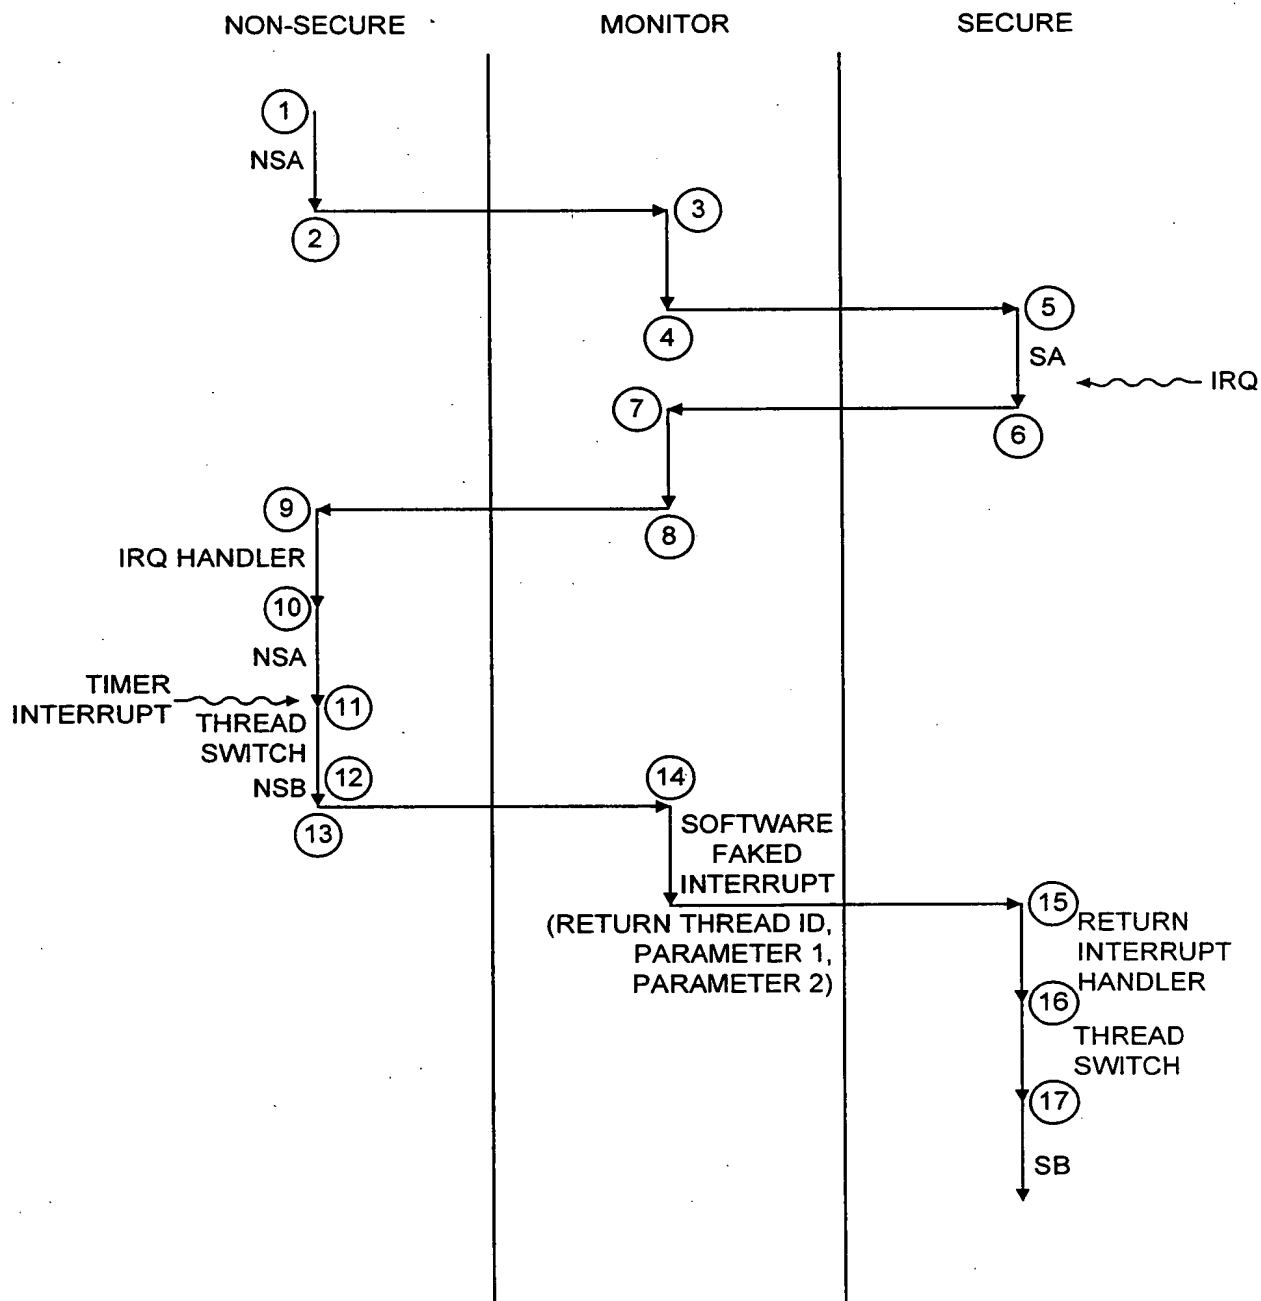 NON-SECURE
MONITOR
SECURE
1
NSA
2
3
4
5
SA
IRQ
6
7
8
9
IRQ HANDLER
10
NSA
TIMER
INTERRUPT
11
THREAD
SWITCH
12
NSB
13
14
SOFTWARE
FAKED
INTERRUPT
(RETURN THREAD ID,
PARAMETER 1,
PARAMETER 2)
15
RETURN
INTERRUPT
HANDLER
16
THREAD
SWITCH
17
SB